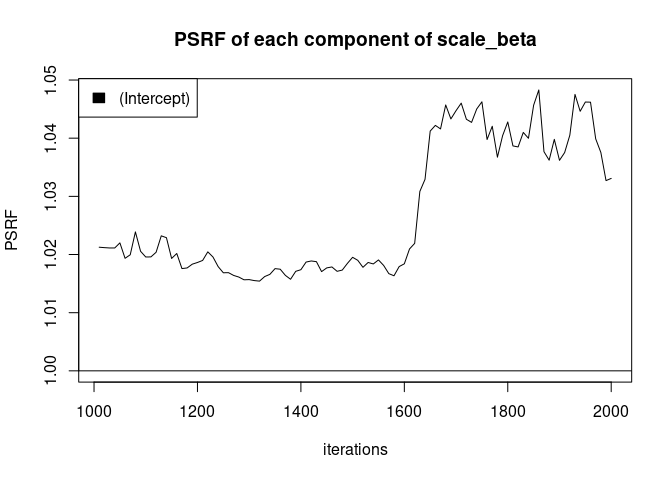 PSRF of each component of scale_beta
(Intercept)
PSRF
1.05
1.04
1.03
1.02
1.01
1.00
1000 1200 1400 1600 1800 2000
iterations